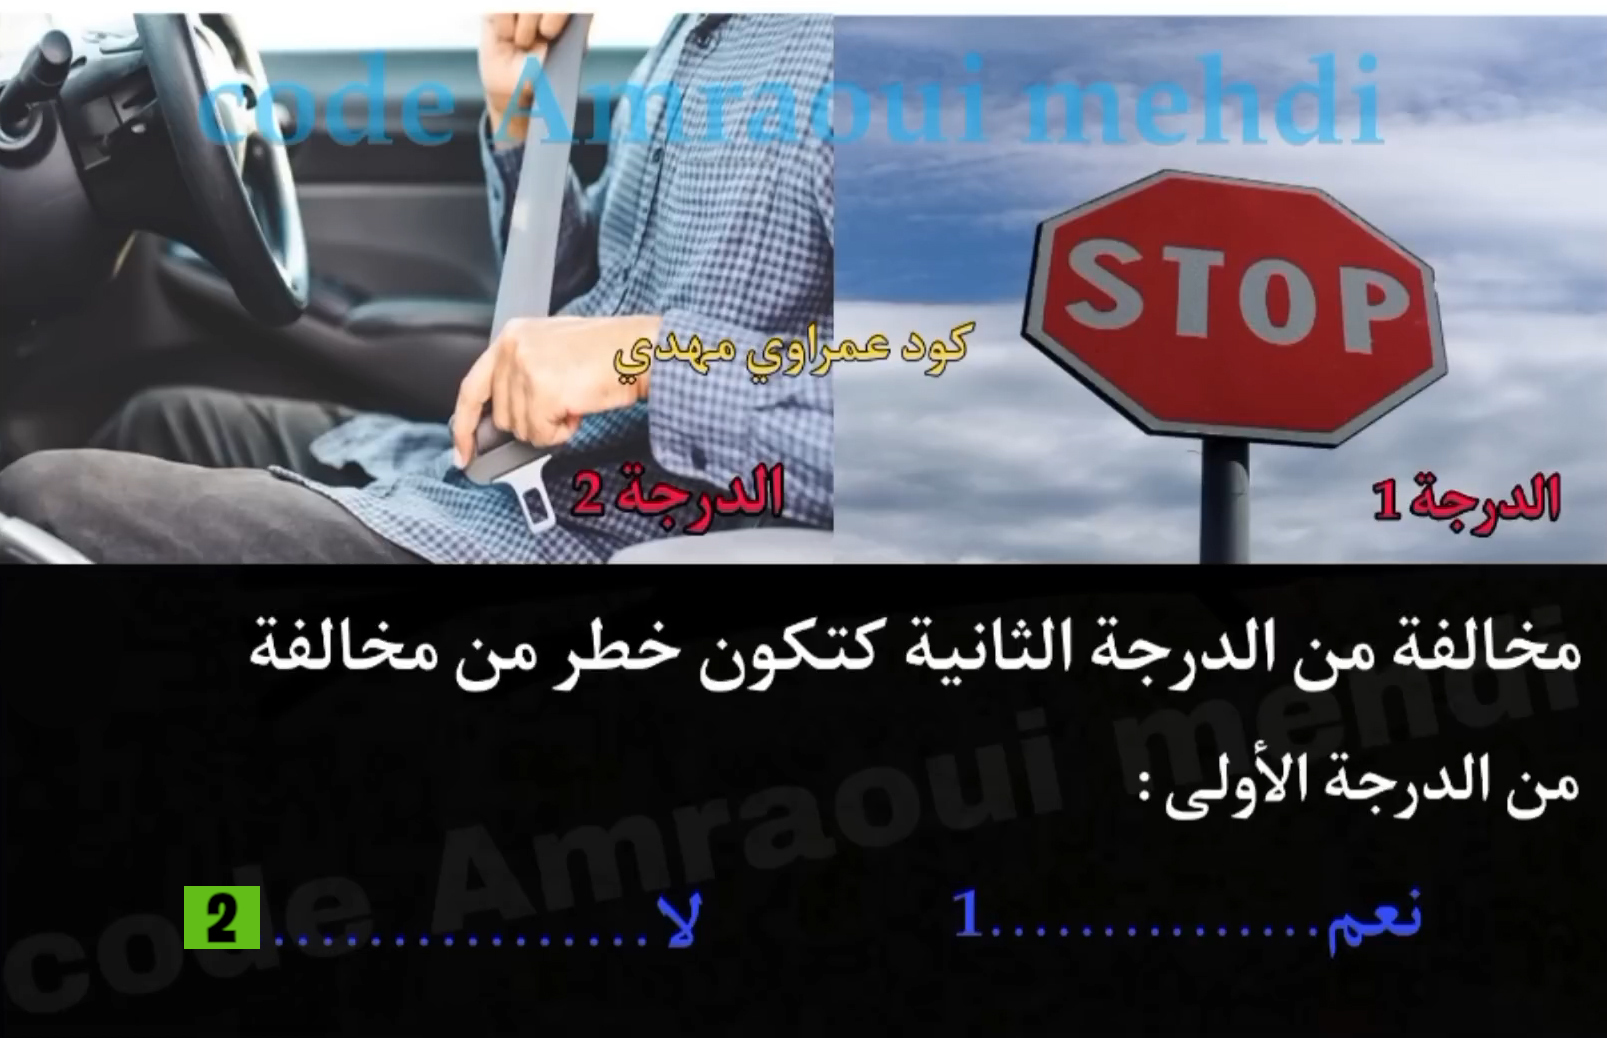 code Amraoui mehdi
STOP
كود عمراوي مهدي
الدرجة 1
الدرجة 2
مخالفة من الدرجة الثانية كتكون خطر من مخالفة
من الدرجة الأولى :
نعم...............1
لا................2
code Amraoui mehdi